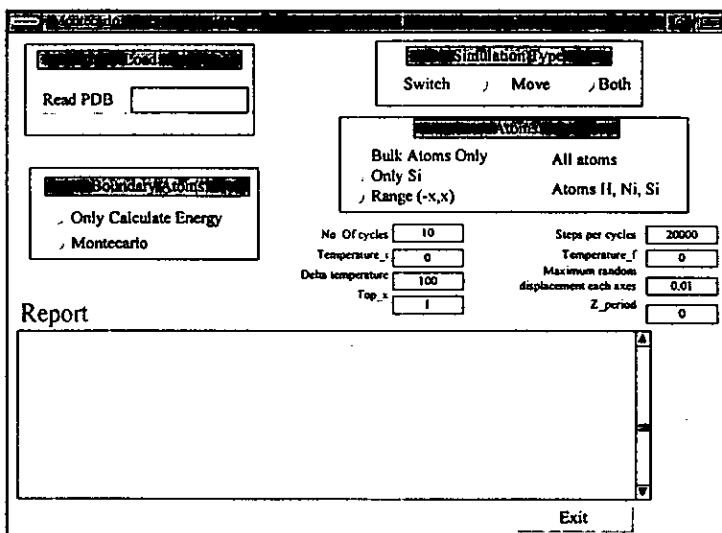 Montecarlo
Load
Read PDB
Simulation Type
Switch Move Both
Atoms
Bulk Atoms Only All atoms
Only Si
Range (-x,x) Atoms H, Ni, Si
Boundary Atoms
Only Calculate Energy
Montecarlo
No Of cycles 10
Steps per cycles 20000
Temperature_i 0
Temperature_f 0
Delta temperature 100
Maximum random
displacement each axes 0.01
Top_x 1
Z_period 0
Report
Exit